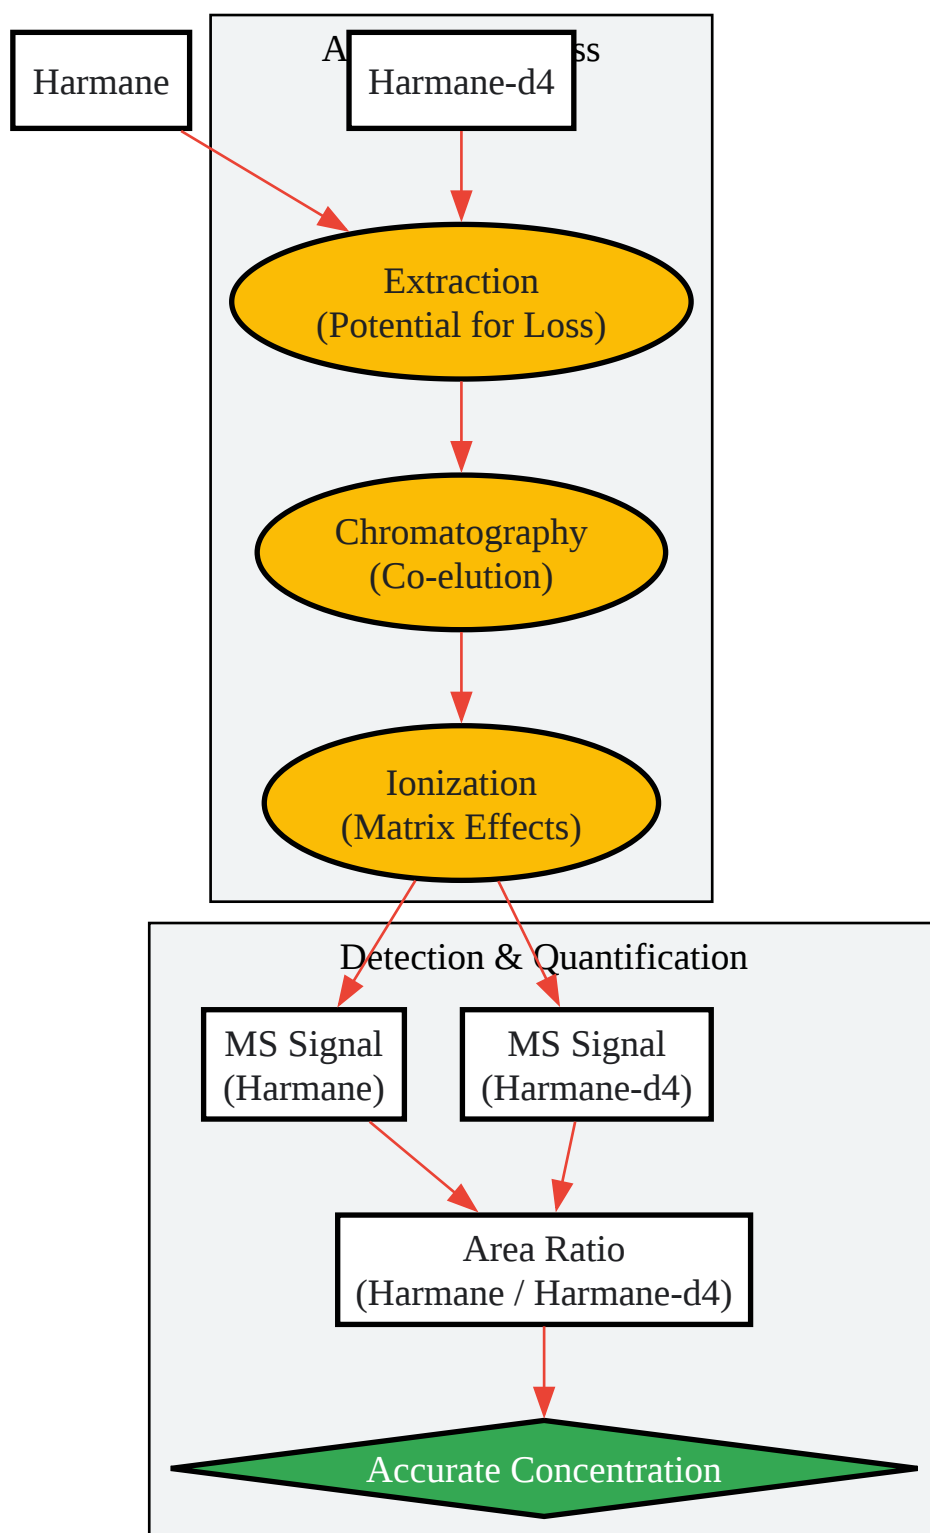 Harmane
Harmane-d4
Extraction
(Potential for Loss)
Chromatography
(Co-elution)
Ionization
(Matrix Effects)
Detection & Quantification
MS Signal
(Harmane)
MS Signal
(Harmane-d4)
Area Ratio
(Harmane / Harmane-d4)
Accurate Concentration